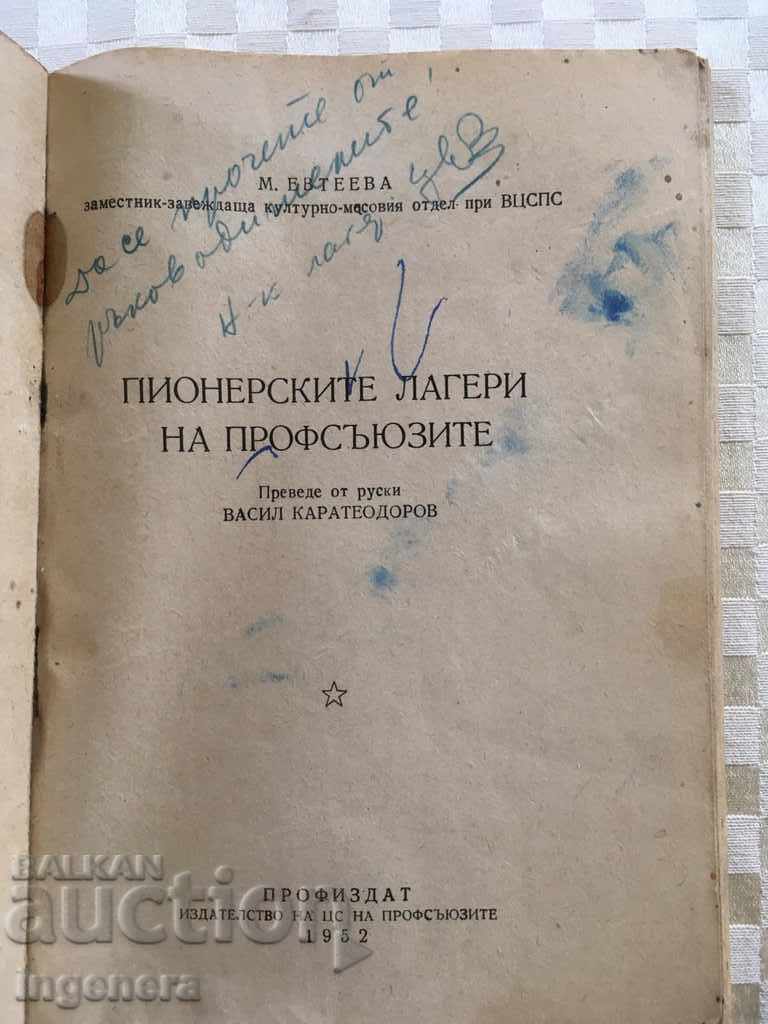 Да се прочете от
ръководителите!
Н-к лагер
М. ЕВТЕЕВА
заместник-завеждаща културно-масовия отдел при ВЦСПС
ПИОНЕРСКИТЕ ЛАГЕРИ
НА ПРОФСЪЮЗИТЕ
Преведе от руски
ВАСИЛ КАРАТЕОДОРОВ
ПРОФИЗДАТ
ИЗДАТЕЛСТВО НА ЦС НА ПРОФСЪЮЗИТЕ
1952
BALKAN
auction
ingenera